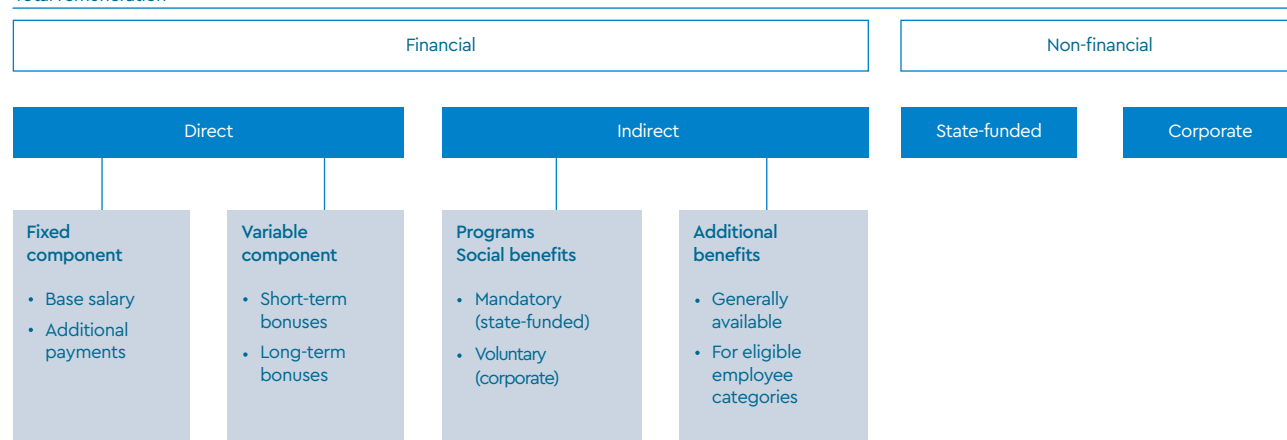 Total remuneration
Financial
Non-financial
Direct
Indirect
State-funded
Corporate
Fixed
component
• Base salary
• Additional
payments
Variable
component
• Short-term
bonuses
• Long-term
bonuses
Programs
Social benefits
• Mandatory
(state-funded)
• Voluntary
(corporate)
Additional
benefits
• Generally
available
• For eligible
employee
categories